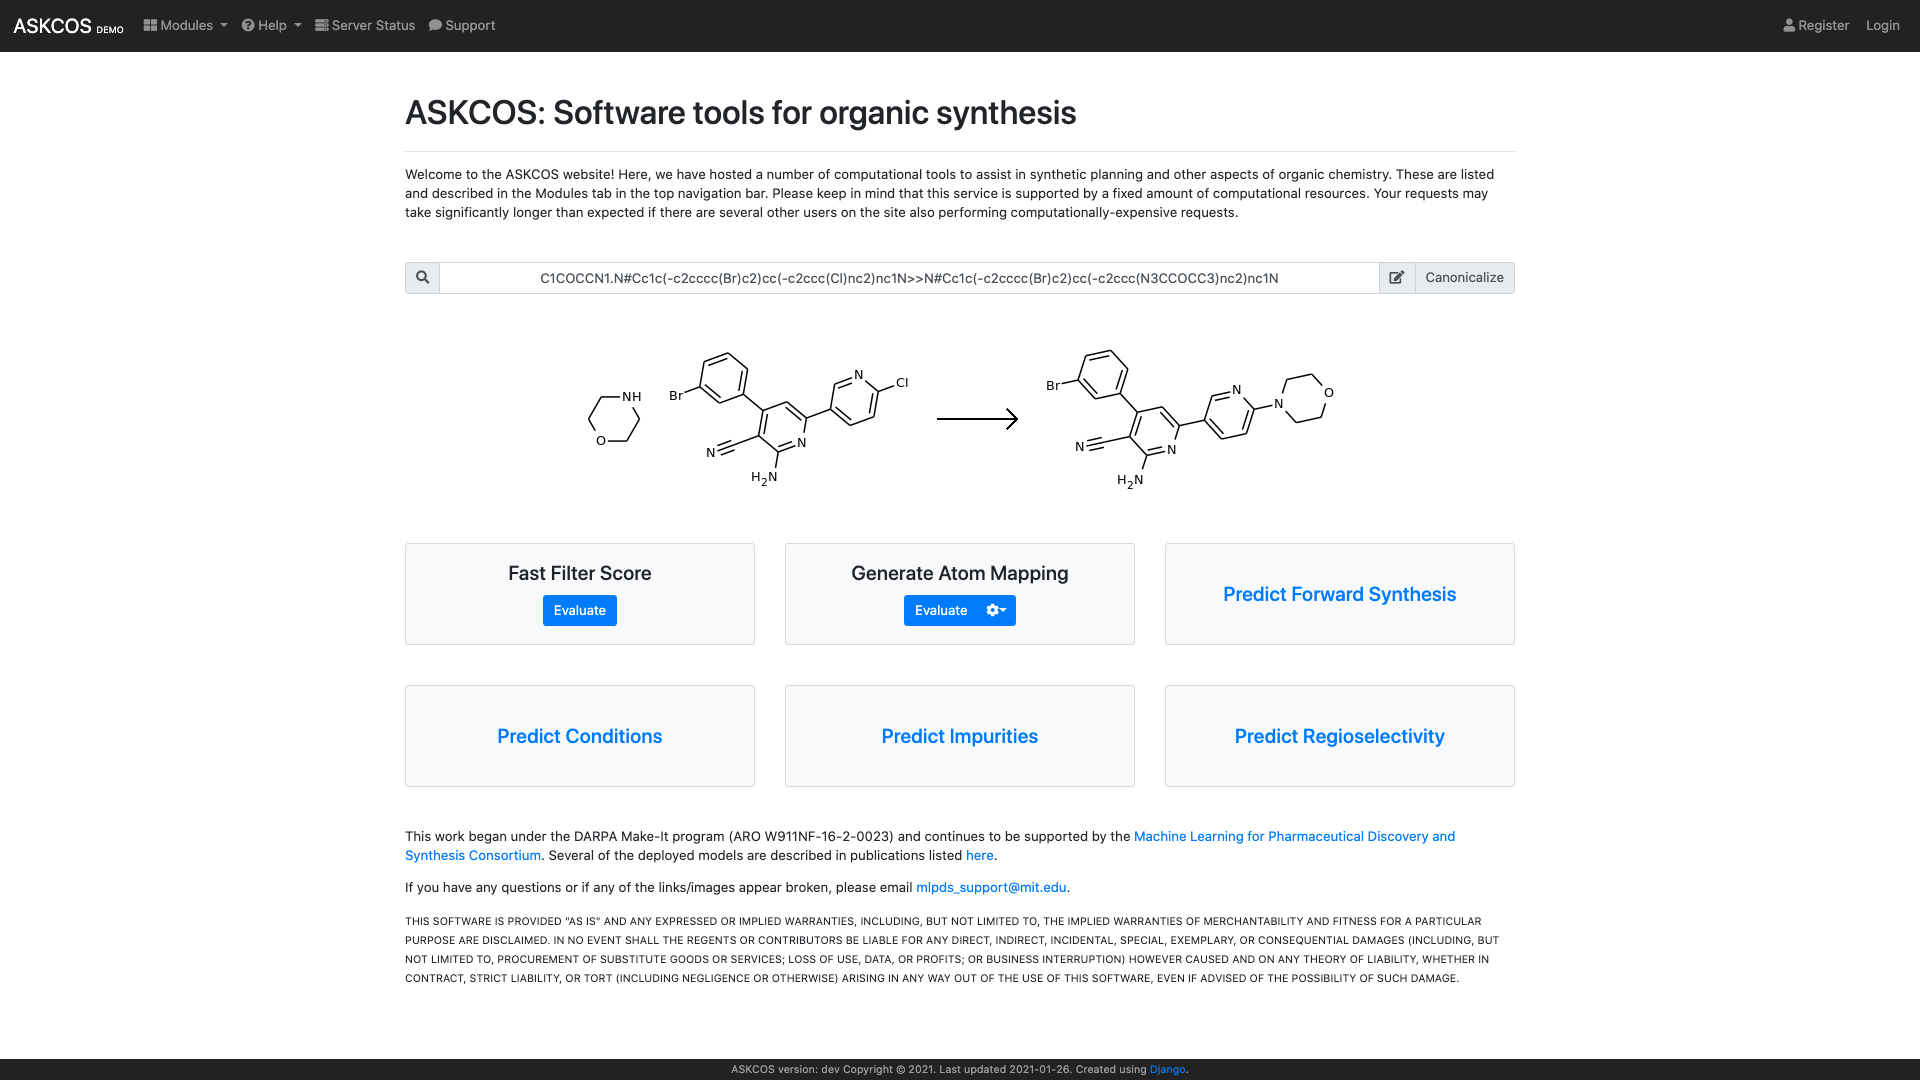 ASKCOS DEMO Modules Help Server Status Support Register Login
ASKCOS: Software tools for organic synthesis
Welcome to the ASKCOS website! Here, we have hosted a number of computational tools to assist in synthetic planning and other aspects of organic chemistry. These are listed
and described in the Modules tab in the top navigation bar. Please keep in mind that this service is supported by a fixed amount of computational resources. Your requests may
take significantly longer than expected if there are several other users on the site also performing computationally-expensive requests.
C1COCCN1.N#Cc1c(-c2cccc(Br)c2)cc(-c2ccc(Cl)nc2)nc1N>>N#Cc1c(-c2cccc(Br)c2)cc(-c2ccc(N3CCOCC3)nc2)nc1N Canonicalize
NH
O
Br
N
Cl
N
N
H2N
Br
N
N
O
N
N
H2N
Fast Filter Score
Evaluate
Generate Atom Mapping
Evaluate
Predict Forward Synthesis
Predict Conditions
Predict Impurities
Predict Regioselectivity
This work began under the DARPA Make-It program (ARO W911NF-16-2-0023) and continues to be supported by the Machine Learning for Pharmaceutical Discovery and
Synthesis Consortium. Several of the deployed models are described in publications listed here.
If you have any questions or if any of the links/images appear broken, please email mlpds_support@mit.edu.
THIS SOFTWARE IS PROVIDED "AS IS" AND ANY EXPRESSED OR IMPLIED WARRANTIES, INCLUDING, BUT NOT LIMITED TO, THE IMPLIED WARRANTIES OF MERCHANTABILITY AND FITNESS FOR A PARTICULAR
PURPOSE ARE DISCLAIMED. IN NO EVENT SHALL THE REGENTS OR CONTRIBUTORS BE LIABLE FOR ANY DIRECT, INDIRECT, INCIDENTAL, SPECIAL, EXEMPLARY, OR CONSEQUENTIAL DAMAGES (INCLUDING, BUT
NOT LIMITED TO, PROCUREMENT OF SUBSTITUTE GOODS OR SERVICES; LOSS OF USE, DATA, OR PROFITS; OR BUSINESS INTERRUPTION) HOWEVER CAUSED AND ON ANY THEORY OF LIABILITY, WHETHER IN
CONTRACT, STRICT LIABILITY, OR TORT (INCLUDING NEGLIGENCE OR OTHERWISE) ARISING IN ANY WAY OUT OF THE USE OF THIS SOFTWARE, EVEN IF ADVISED OF THE POSSIBILITY OF SUCH DAMAGE.
ASKCOS version: dev Copyright © 2021. Last updated 2021-01-26. Created using Django.